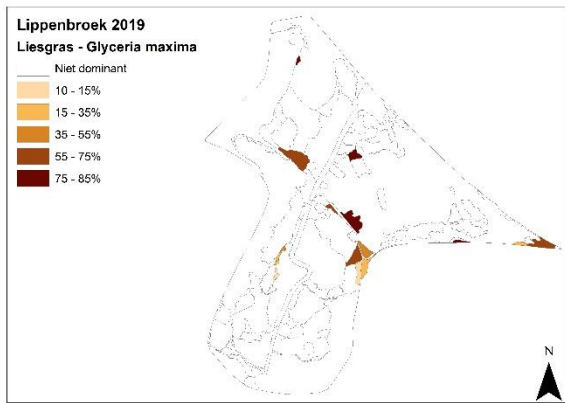 Lippenbroek 2019
Liesgras - Glyceria maxima
Niet dominant
10 - 15%
15 - 35%
35 - 55%
55 - 75%
75 - 85%
N